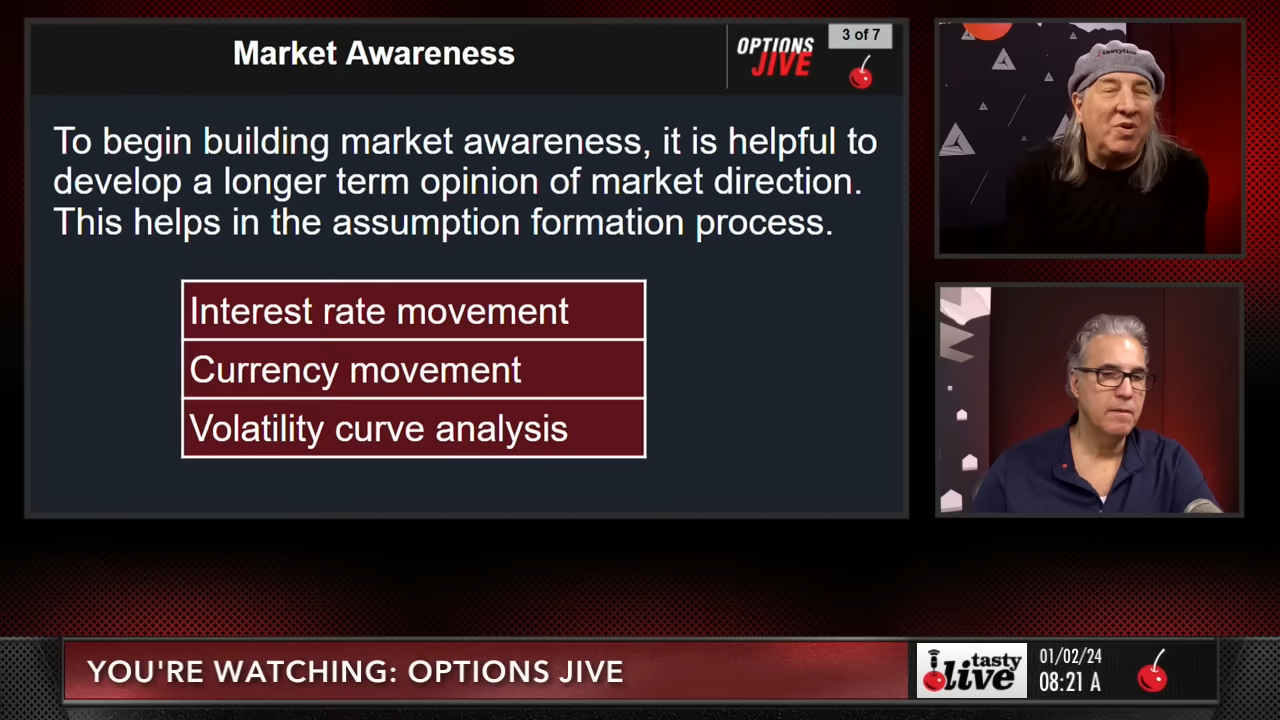 Market Awareness
OPTIONS
JIVE
3 of 7
To begin building market awareness, it is helpful to
develop a longer term opinion of market direction.
This helps in the assumption formation process.
Interest rate movement
Currency movement
Volatility curve analysis
tastylive
YOU'RE WATCHING: OPTIONS JIVE
tasty
live
01/02/24
08:21 A